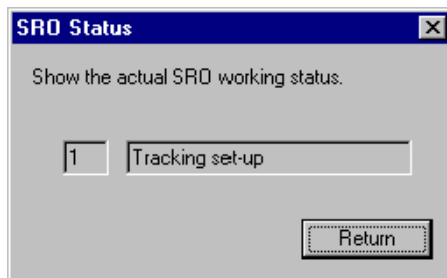 SRO Status
Show the actual SRO working status.
1 Tracking set-up
Return